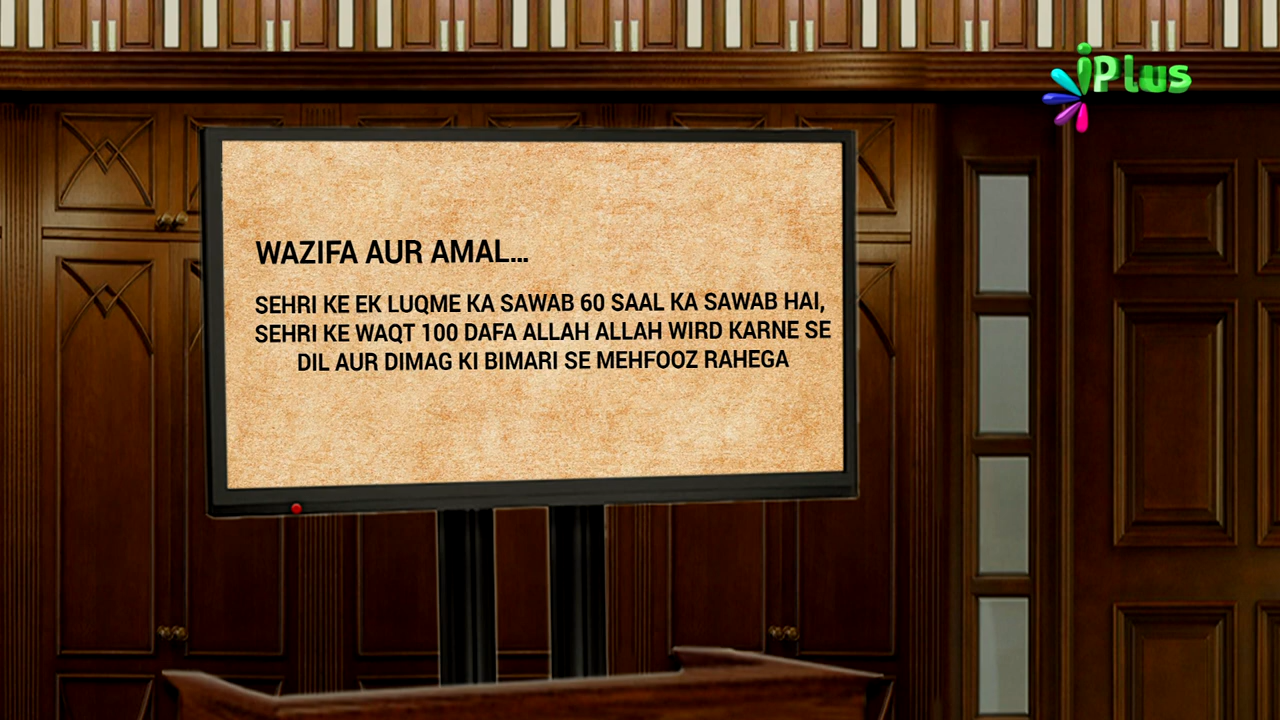 iPlus
WAZIFA AUR AMAL...
SEHRI KE EK LUQME KA SAWAB 60 SAAL KA SAWAB HAI,
SEHRI KE WAQT 100 DAFA ALLAH ALLAH WIRD KARNE SE
DIL AUR DIMAG KI BIMARI SE MEHFOOZ RAHEGA